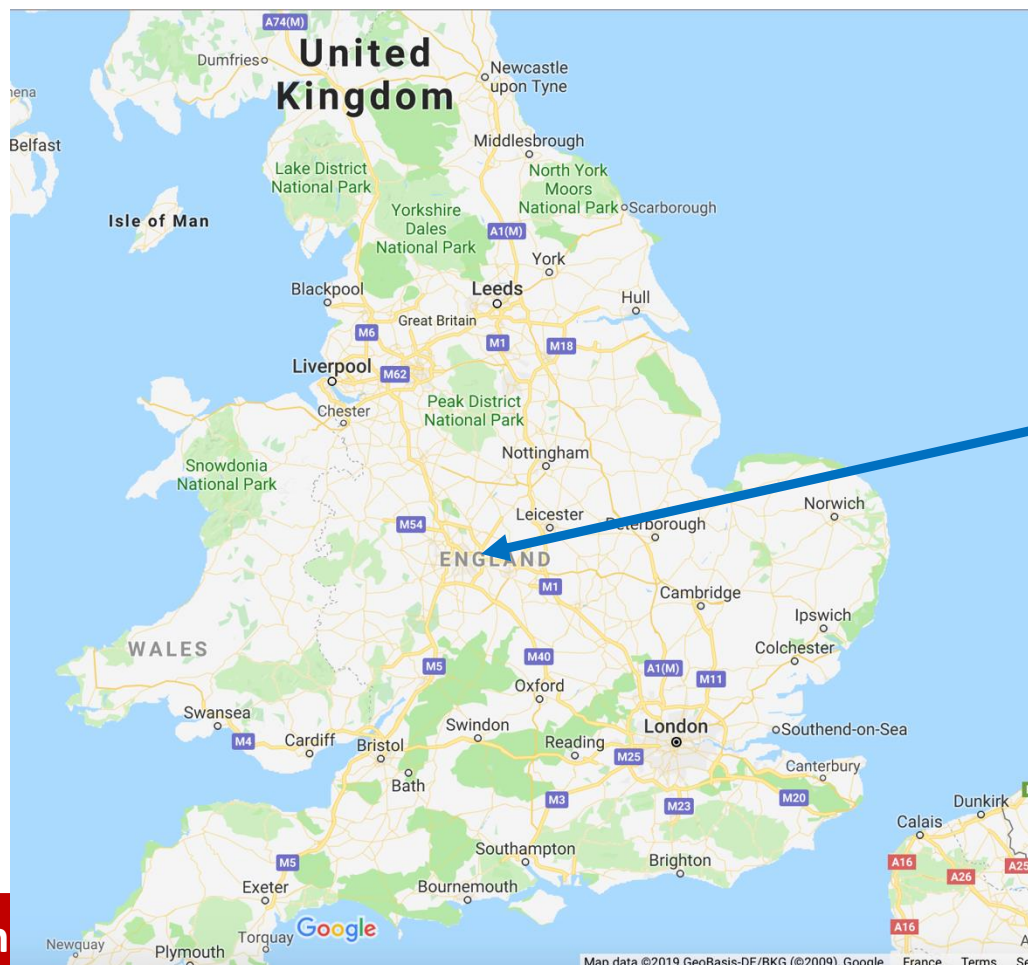 A74(M)
United
Kingdom
Dumfries
Newcastle
upon Tyne
Belfast
Middlesbrough
Lake District
National Park
North York
Moors
National Park
Scarborough
Isle of Man
Yorkshire
Dales
National Park
A1(M)
York
Blackpool
Leeds
Hull
Great Britain
M6
M1
M18
Liverpool
M62
Chester
Peak District
National Park
Nottingham
Snowdonia
National Park
Norwich
Leicester
Peterborough
M54
ENGLAND
M1
Cambridge
Ipswich
WALES
Colchester
M5
M40
A1(M)
M11
Oxford
Swansea
Swindon
London
Southend-on-Sea
M4
Cardiff
Bristol
Reading
M25
Canterbury
Bath
M3
M23
M20
Dunkirk
Calais
Southampton
Brighton
M5
A16
A26
A25
Exeter
Bournemouth
Google
A16
Newquay
Torquay
Plymouth
Map data ©2019 GeoBasis-DE/BKG (©2009), Google
France
Terms